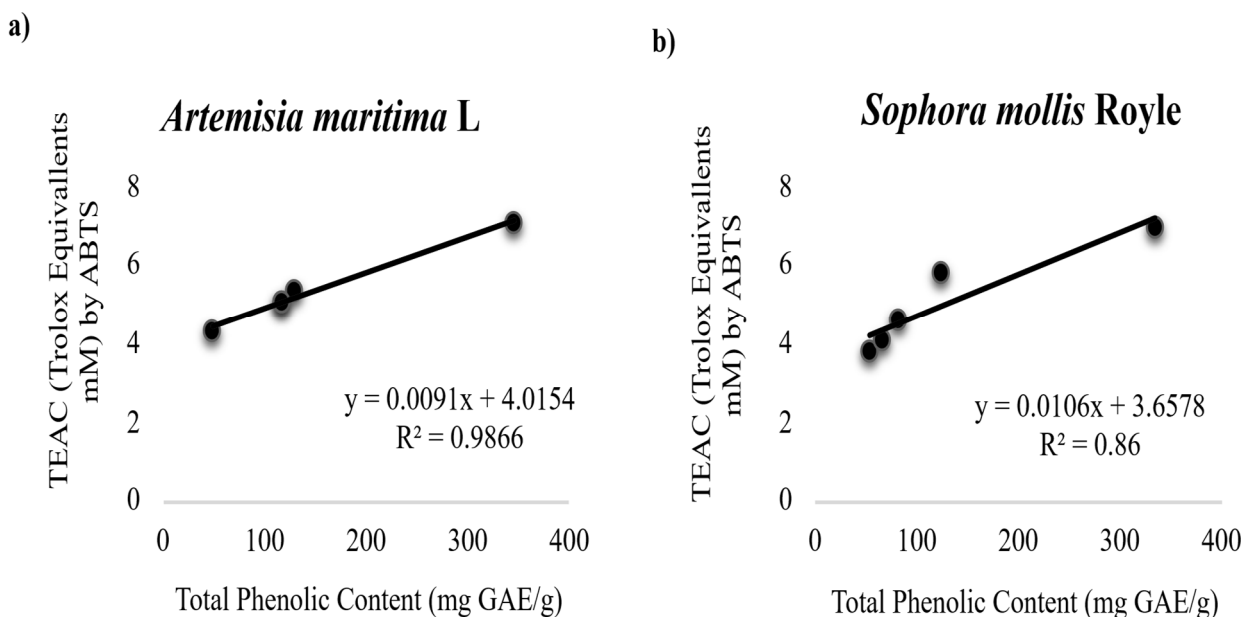 a)
Artemisia maritima L
TEAC (Trolox Equivallents
mM) by ABTS
8
6
4
2
0
y = 0.0091x + 4.0154
R² = 0.9866
0 100 200 300 400
Total Phenolic Content (mg GAE/g)
b)
Sophora mollis Royle
TEAC (Trolox Equivallents
mM) by ABTS
8
6
4
2
0
y = 0.0106x + 3.6578
R² = 0.86
0 100 200 300 400
Total Phenolic Content (mg GAE/g)